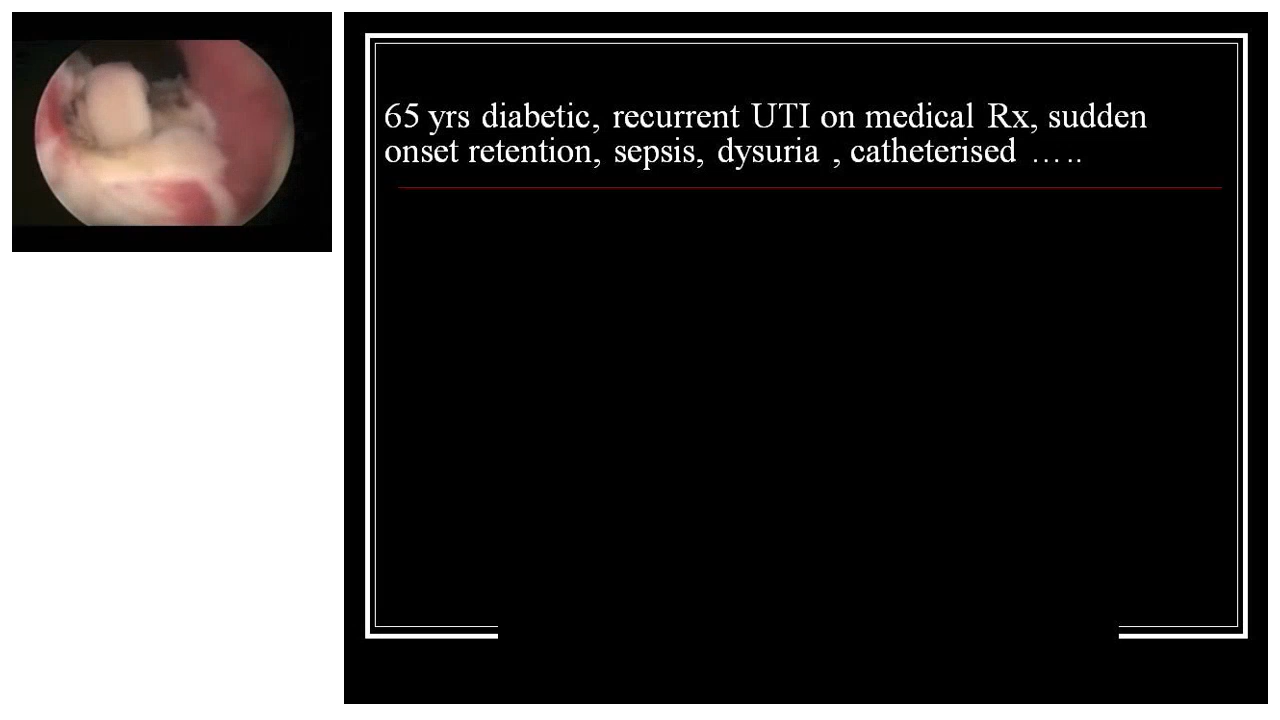 65 yrs diabetic, recurrent UTI on medical Rx, sudden
onset retention, sepsis, dysuria , catheterised …..